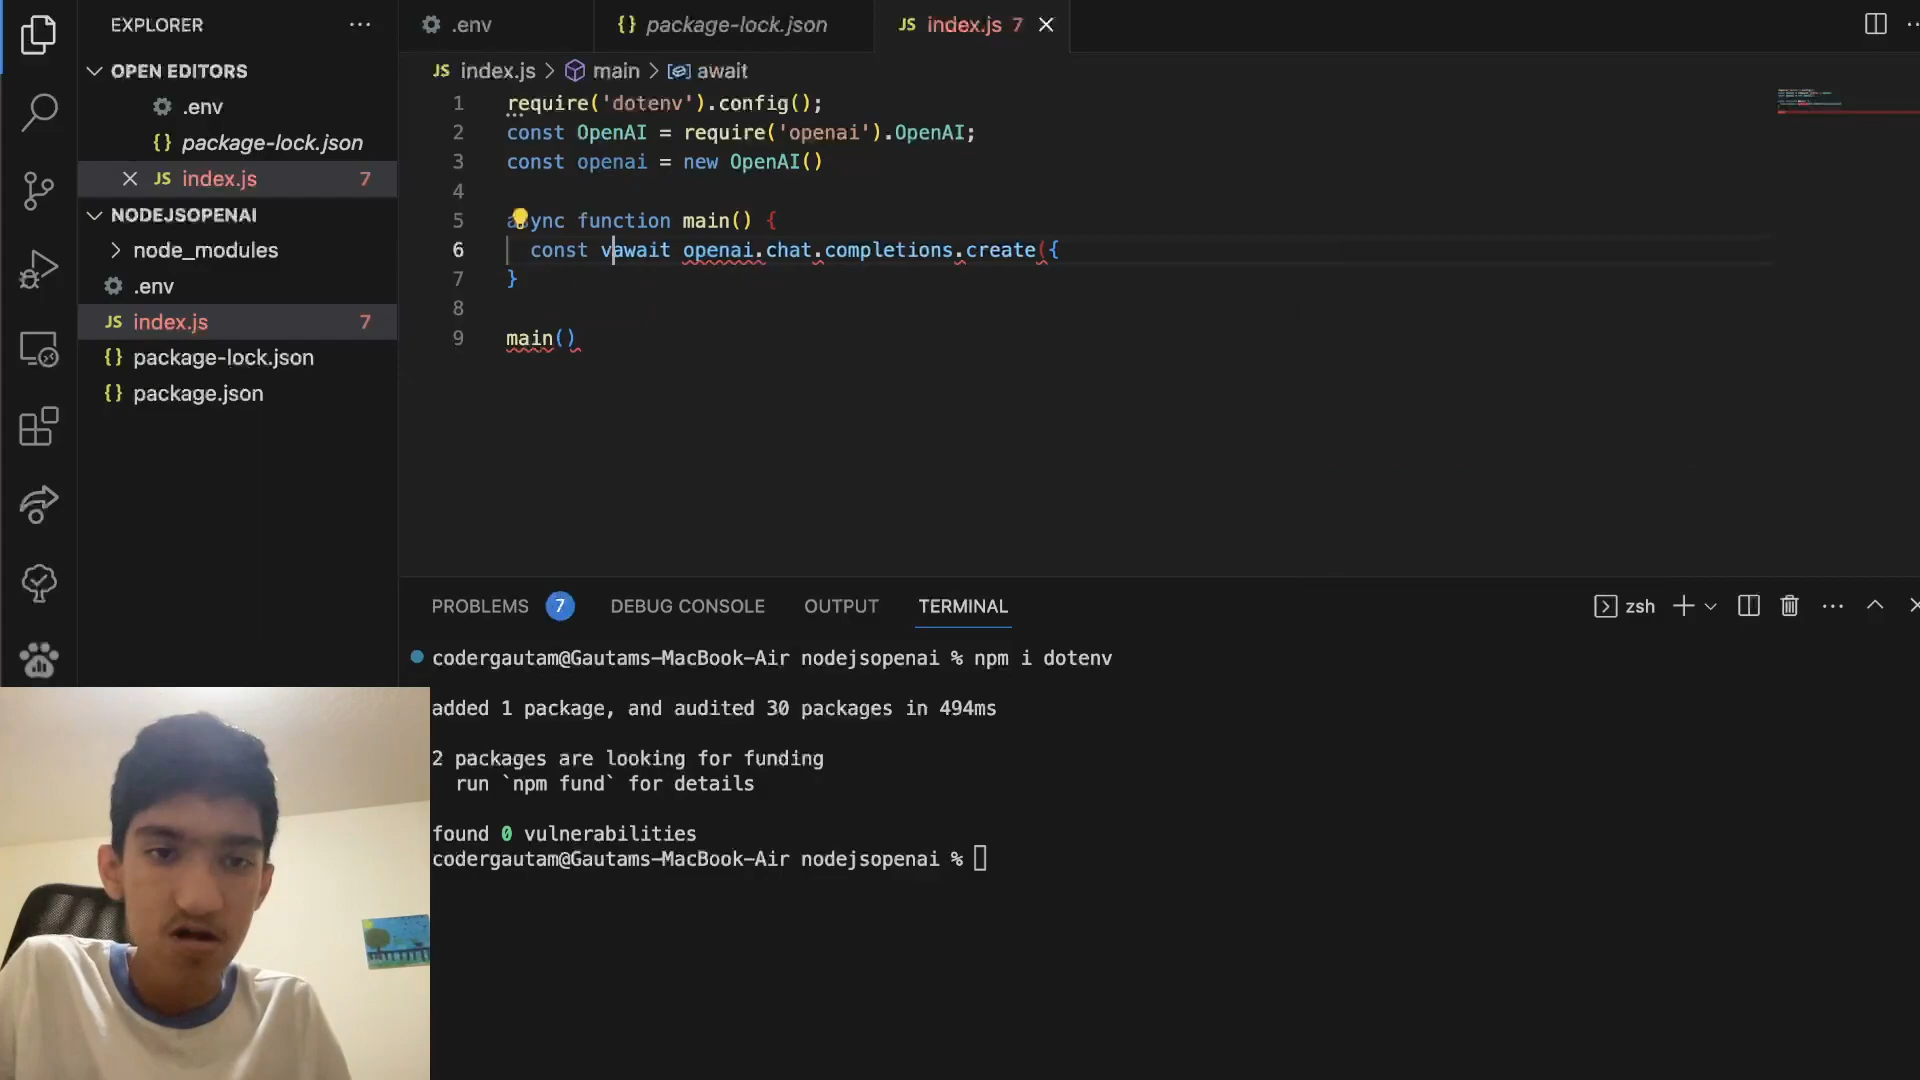 EXPLORER
OPEN EDITORS
.env
{} package-lock.json
JS index.js 7
NODEJSOPENAI
node_modules
.env
JS index.js 7
{} package-lock.json
{} package.json
.env
{} package-lock.json
JS index.js 7
JS index.js > main > await
1 require('dotenv').config();
2 const OpenAI = require('openai').OpenAI;
3 const openai = new OpenAI()
4
5 async function main() {
6 const vawait openai.chat.completions.create({
7 }
8
9 main()
PROBLEMS 7 DEBUG CONSOLE OUTPUT TERMINAL
zsh
codergautam@Gautams-MacBook-Air nodejsopenai % npm i dotenv
added 1 package, and audited 30 packages in 494ms
2 packages are looking for funding
run `npm fund` for details
found 0 vulnerabilities
codergautam@Gautams-MacBook-Air nodejsopenai %